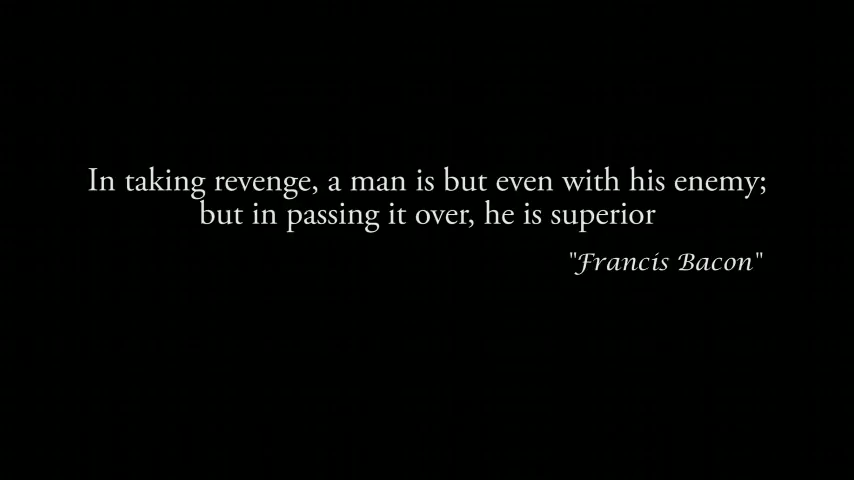 In taking revenge, a man is but even with his enemy;
but in passing it over, he is superior
"Francis Bacon"